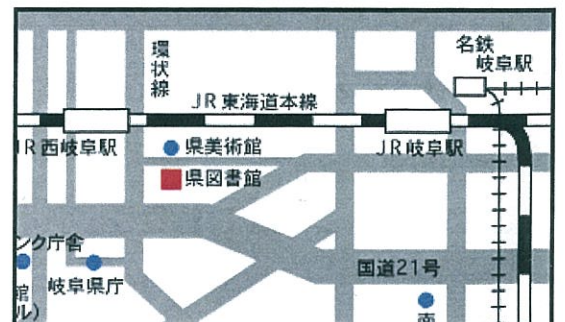 環状線
名鉄
岐阜駅
JR東海道本線
JR西岐阜駅
県美術館
JR岐阜駅
県図書館
ンク庁舎
国道21号
岐阜県庁
館
ル)
南